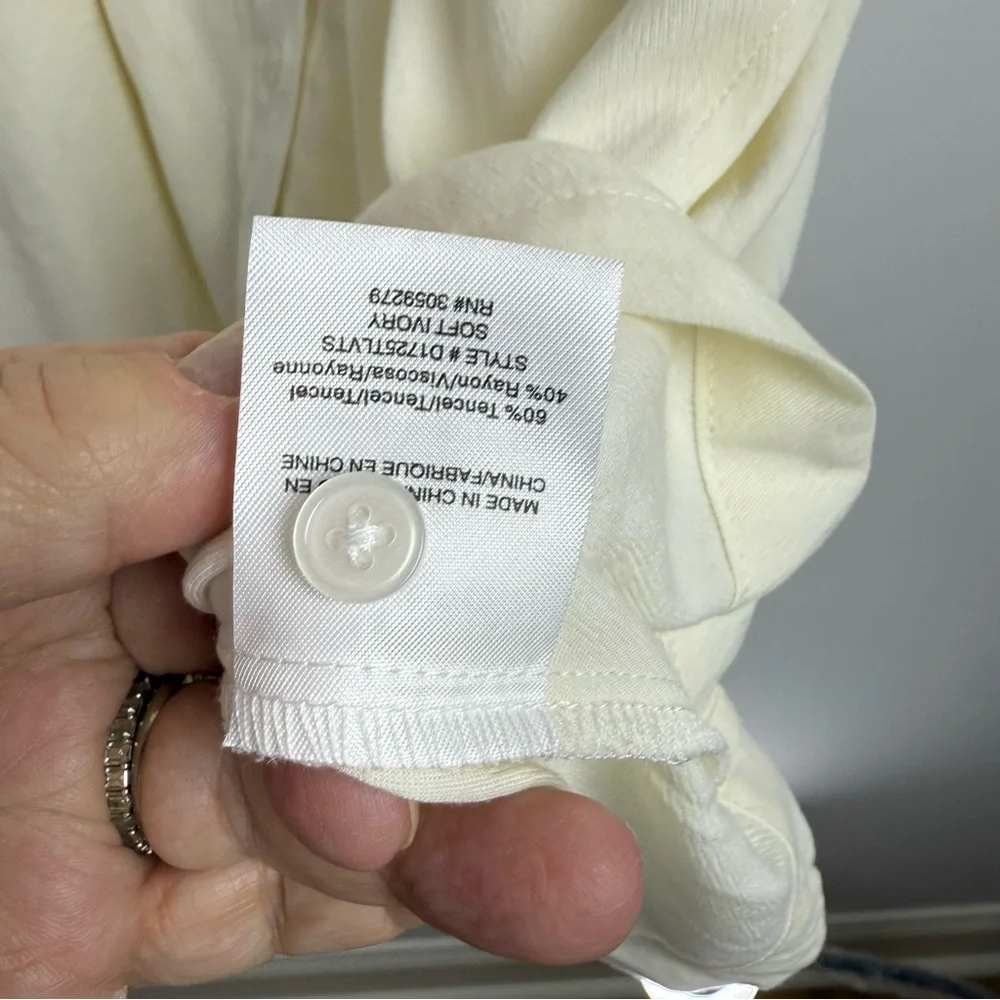 MADE IN EN
CHINA/FABRIQUE EN CHINE
60% Tencel/Tencel/Tencel
40% Rayon/Viscosa/Rayonne
STYLE # D1725TLVTS
SOFT IVORY
RN# 3059279